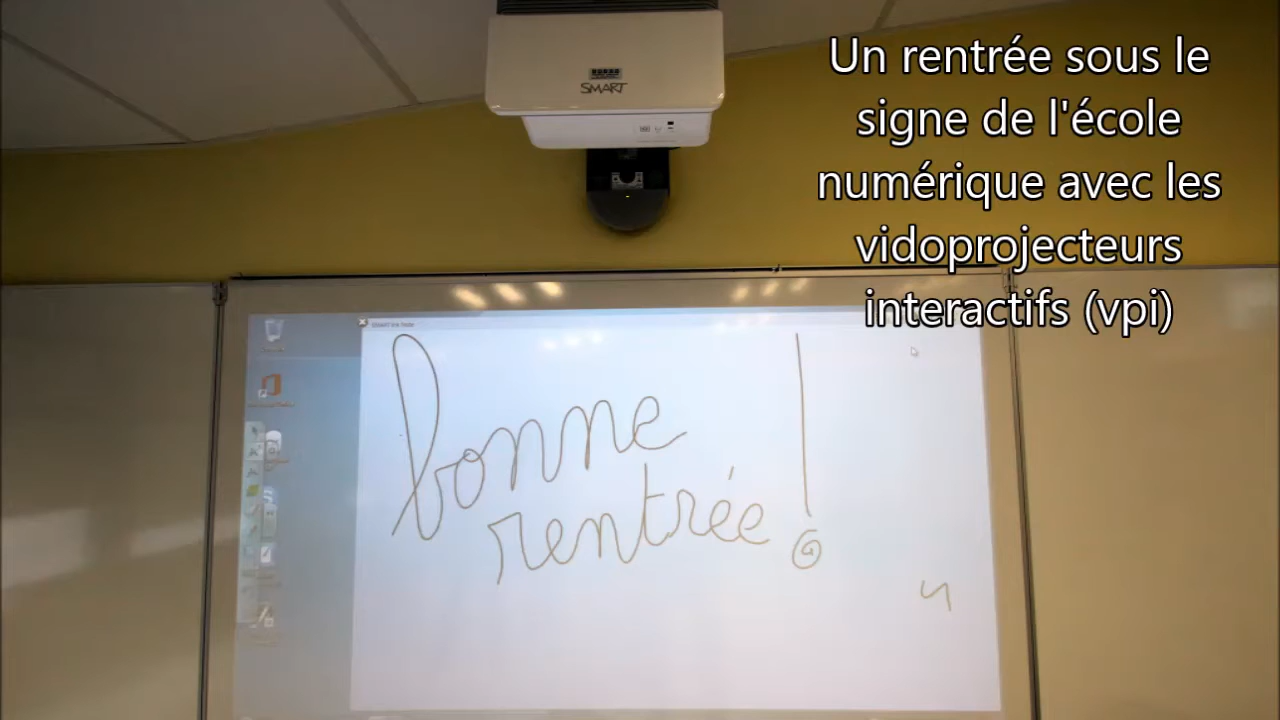 Un rentrée sous le
signe de l'école
numérique avec les
vidoprojecteurs
interactifs (vpi)
SMART
bonne
rentrée !